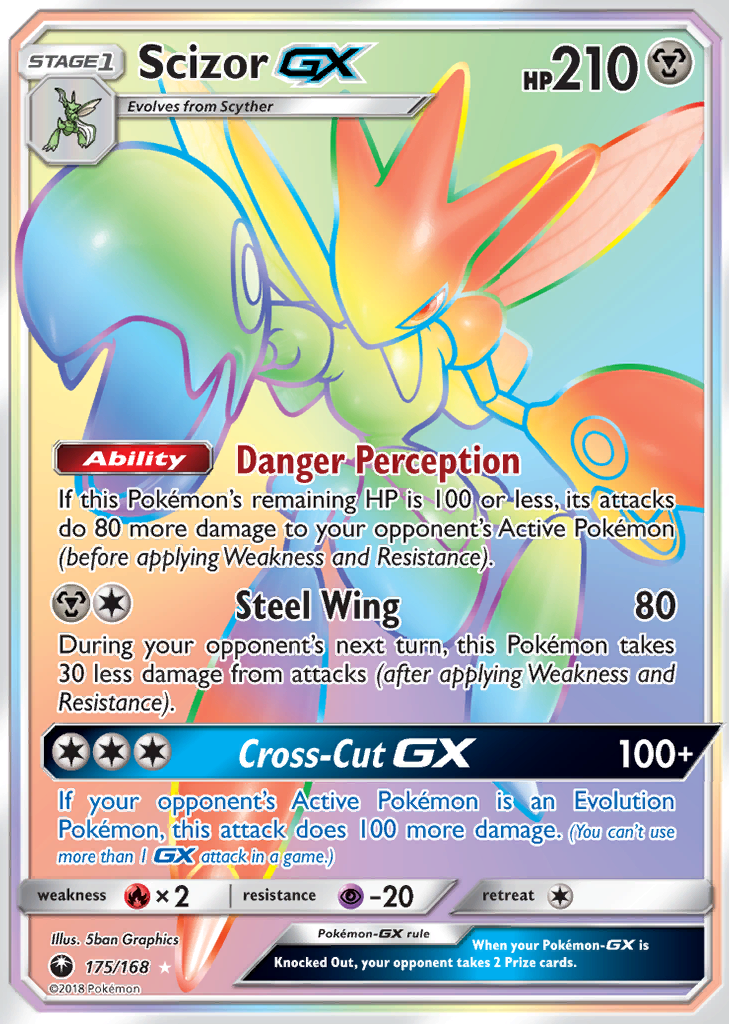 STAGE1 Scizor GX HP210
Evolves from Scyther
Ability Danger Perception
If this Pokémon's remaining HP is 100 or less, its attacks
do 80 more damage to your opponent's Active Pokémon
(before applying Weakness and Resistance).
Steel Wing 80
During your opponent's next turn, this Pokémon takes
30 less damage from attacks (after applying Weakness and
Resistance).
Cross-Cut GX 100+
If your opponent's Active Pokémon is an Evolution
Pokémon, this attack does 100 more damage. (You can't use
more than 1 GX attack in a game.)
weakness ×2 resistance -20 retreat
Illus. 5ban Graphics
175/168
©2018 Pokémon
Pokémon-GX rule
When your Pokémon-GX is
Knocked Out, your opponent takes 2 Prize cards.